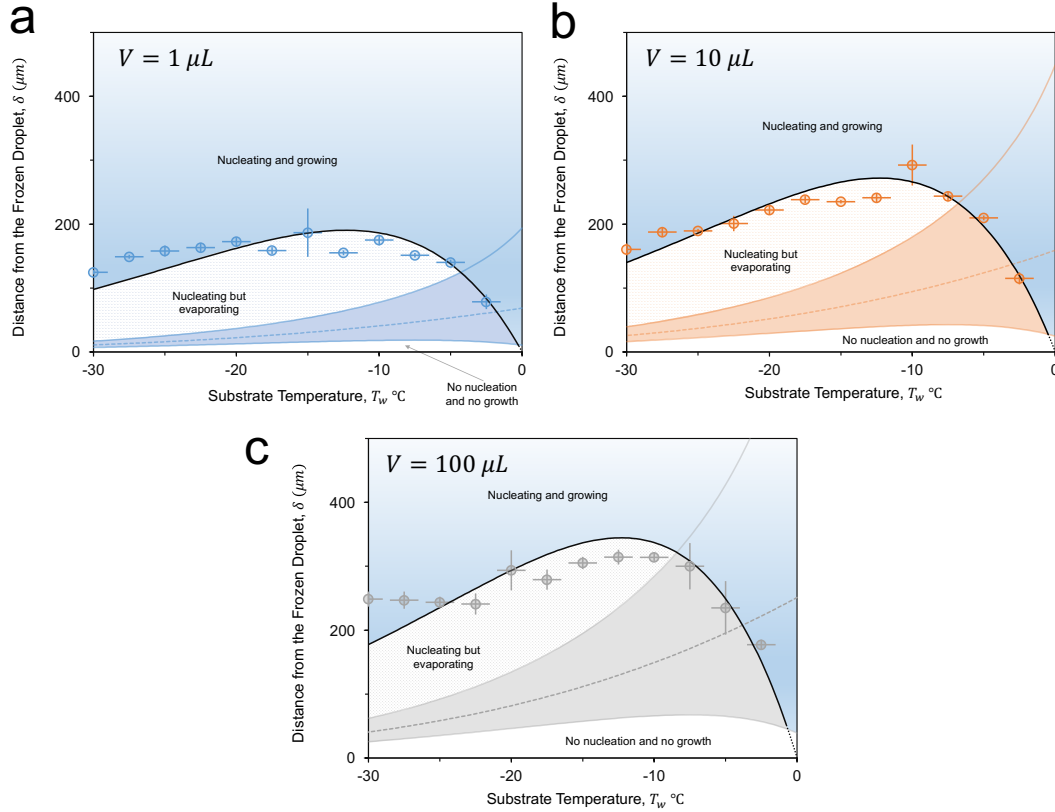 a
V = 1 μL
Distance from the Frozen Droplet, δ (μm)
400
200
0
Nucleating and growing
Nucleating but
evaporating
-30
-20
-10
0
Substrate Temperature, T_w °C
No nucleation
and no growth
b
V = 10 μL
Distance from the Frozen Droplet, δ (μm)
400
200
0
Nucleating and growing
Nucleating but
evaporating
No nucleation and no growth
-30
-20
-10
0
Substrate Temperature, T_w °C
c
V = 100 μL
Distance from the Frozen Droplet, δ (μm)
400
200
0
Nucleating and growing
Nucleating but
evaporating
No nucleation and no growth
-30
-20
-10
0
Substrate Temperature, T_w °C